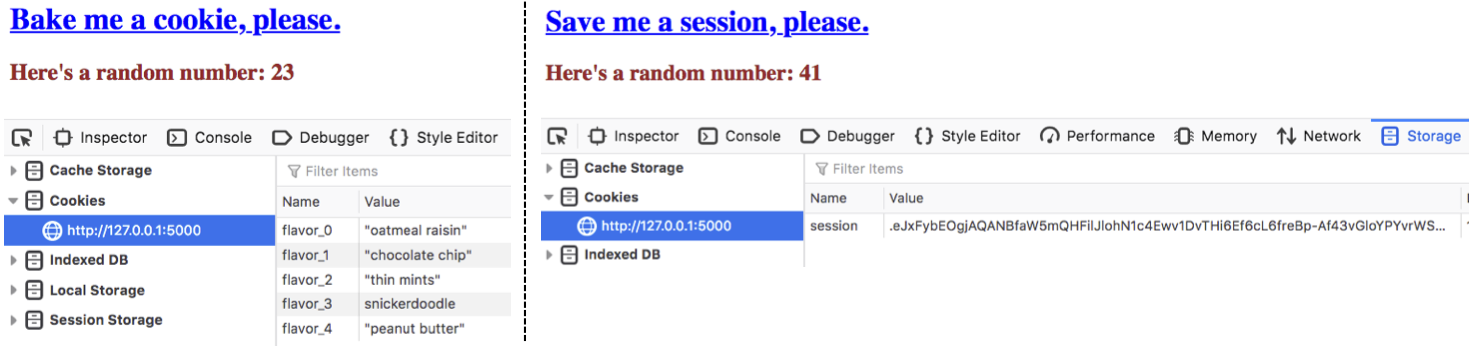 Bake me a cookie, please.
Here's a random number: 23
Inspector Console Debugger {} Style Editor
Cache Storage
Cookies
http://127.0.0.1:5000
Indexed DB
Local Storage
Session Storage
Filter Items
Name Value
flavor_0 "oatmeal raisin"
flavor_1 "chocolate chip"
flavor_2 "thin mints"
flavor_3 snickerdoodle
flavor_4 "peanut butter"
Save me a session, please.
Here's a random number: 41
Inspector Console Debugger {} Style Editor Performance Memory Network Storage
Cache Storage
Cookies
http://127.0.0.1:5000
Indexed DB
Filter Items
Name Value
session .eJxFybEOgjAQANBfaW5mQHFilJlohN1c4Ewv1DvTHi6Ef6cL6freBp-Af43vGloYPYvrWS...